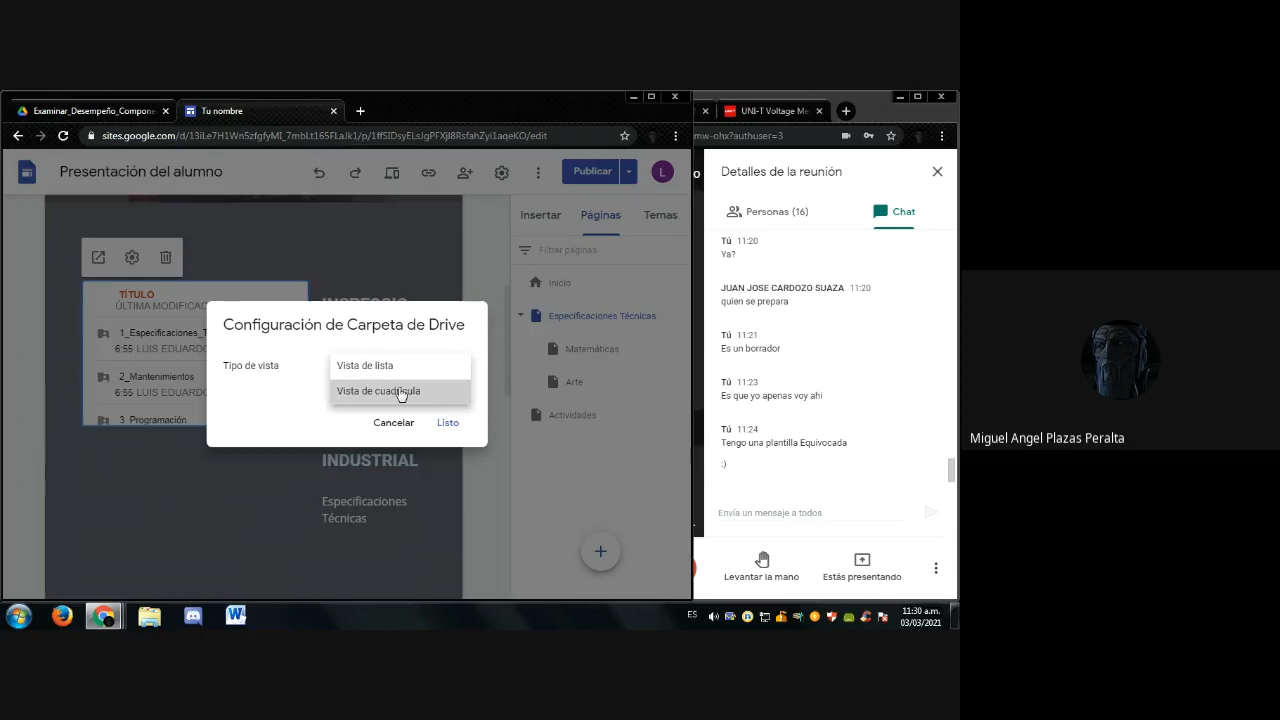 Examinar_Desempeño_Compone
Tu nombre
UNI-T Voltage Me
sites.google.com
mw-ohx?authuser=3
Presentación del alumno
Publicar
L
Insertar
Páginas
Temas
Filtrar páginas
Inicio
Especificaciones Técnicas
Matemáticas
Arte
Actividades
TÍTULO
ÚLTIMA MODIFICAC
1_Especificaciones_T
6:55 LUIS EDUARDO
2_Mantenimientos
6:55 LUIS EDUARDO
3_Programación
INDUSTRIAL
Especificaciones
Técnicas
Configuración de Carpeta de Drive
Tipo de vista
Vista de lista
Vista de cuadrícula
Cancelar
Listo
Detalles de la reunión
Personas (16)
Chat
Tú 11:20
Ya?
JUAN JOSE CARDOZO SUAZA 11:20
quien se prepara
Tú 11:21
Es un borrador
Tú 11:23
Es que yo apenas voy ahi
Tú 11:24
Tengo una plantilla Equivocada
:)
Envía un mensaje a todos
Levantar la mano
Estás presentando
Miguel Angel Plazas Peralta
ES
11:30 a.m.
03/03/2021